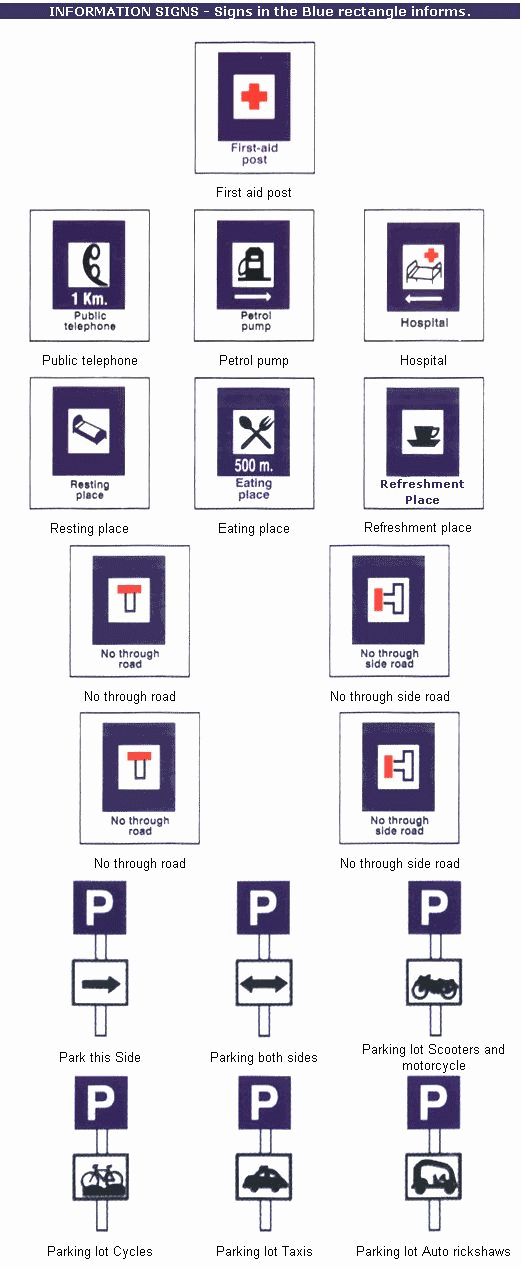 INFORMATION SIGNS - Signs in the Blue rectangle informs.
First-aid
post
First aid post
1 Km.
Public
telephone
Public telephone
Petrol
pump
Petrol pump
Hospital
Hospital
Resting
place
Resting place
500 m.
Eating
place
Eating place
Refreshment
Place
Refreshment place
No through
road
No through road
No through
side road
No through side road
No through
road
No through road
No through
side road
No through side road
P
Park this Side
P
Parking both sides
P
Parking lot Scooters and
motorcycle
P
Parking lot Cycles
P
Parking lot Taxis
P
Parking lot Auto rickshaws